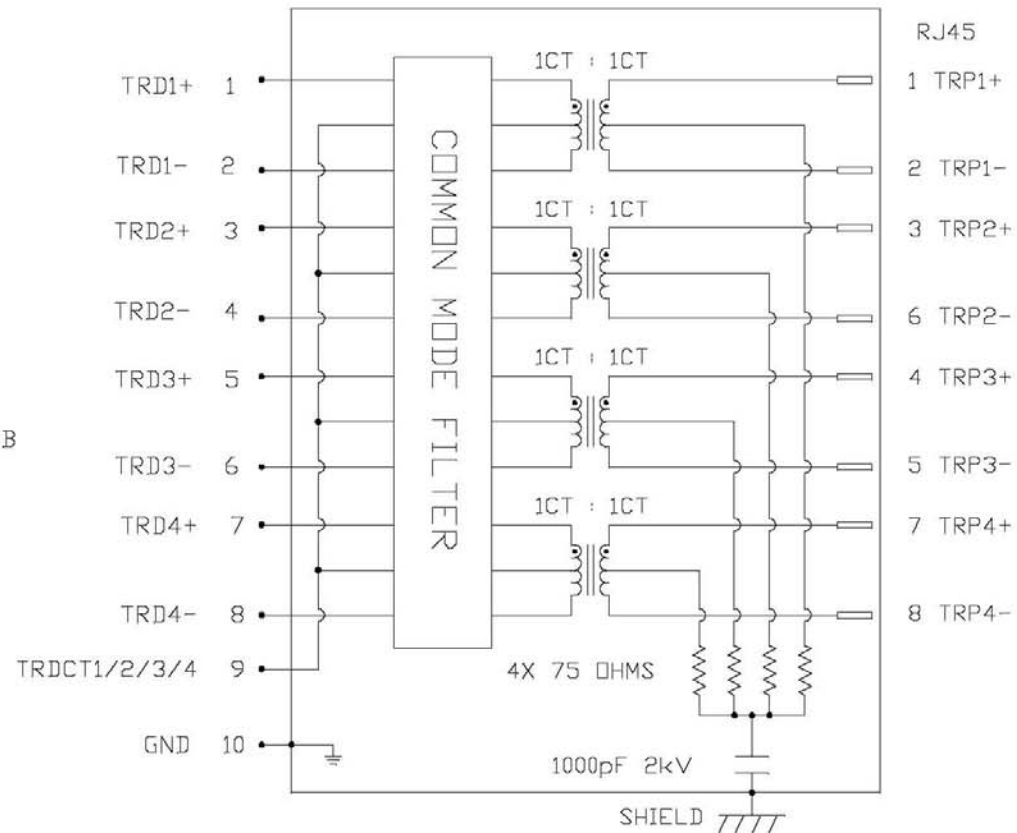 RJ45
1CT : 1CT
TRD1+ 1
1 TRP1+
TRD1- 2
2 TRP1-
1CT : 1CT
TRD2+ 3
3 TRP2+
TRD2- 4
6 TRP2-
1CT : 1CT
TRD3+ 5
4 TRP3+
B
TRD3- 6
5 TRP3-
1CT : 1CT
TRD4+ 7
7 TRP4+
TRD4- 8
8 TRP4-
COMMON MODE FILTER
TRDCT1/2/3/4 9
4X 75 OHMS
GND 10
1000pF 2kV
SHIELD